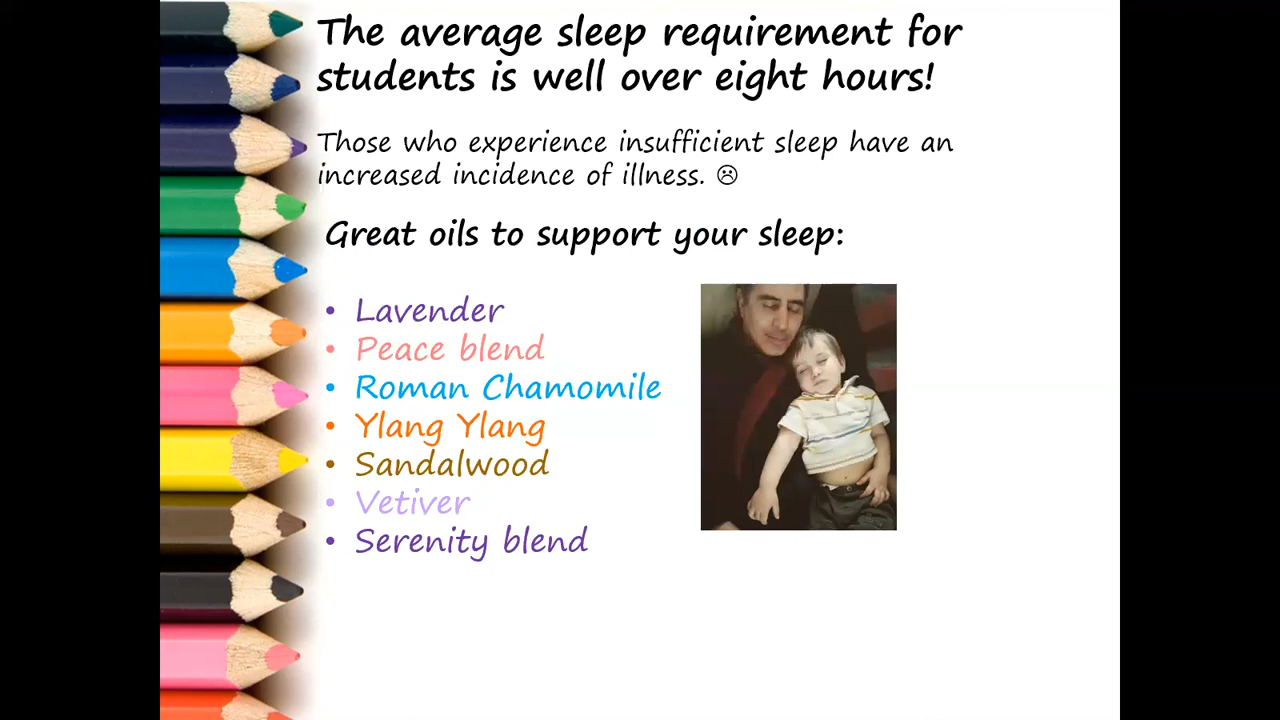 The average sleep requirement for
students is well over eight hours!
Those who experience insufficient sleep have an
increased incidence of illness. ☹
Great oils to support your sleep:
• Lavender
• Peace blend
• Roman Chamomile
• Ylang Ylang
• Sandalwood
• Vetiver
• Serenity blend